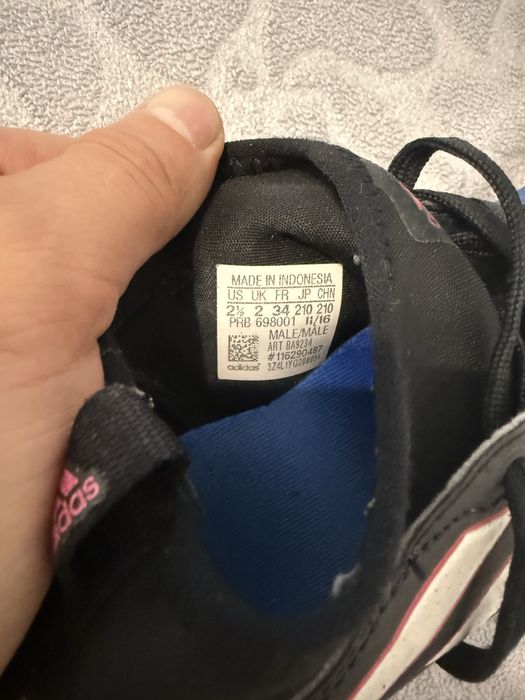 MADE IN INDONESIA
US UK FR JP CHN
2½ 2 34 210 210
PRB 698001 11/16
MALE/MÂLE
ART BA9234
#116290487
adidas
adidas